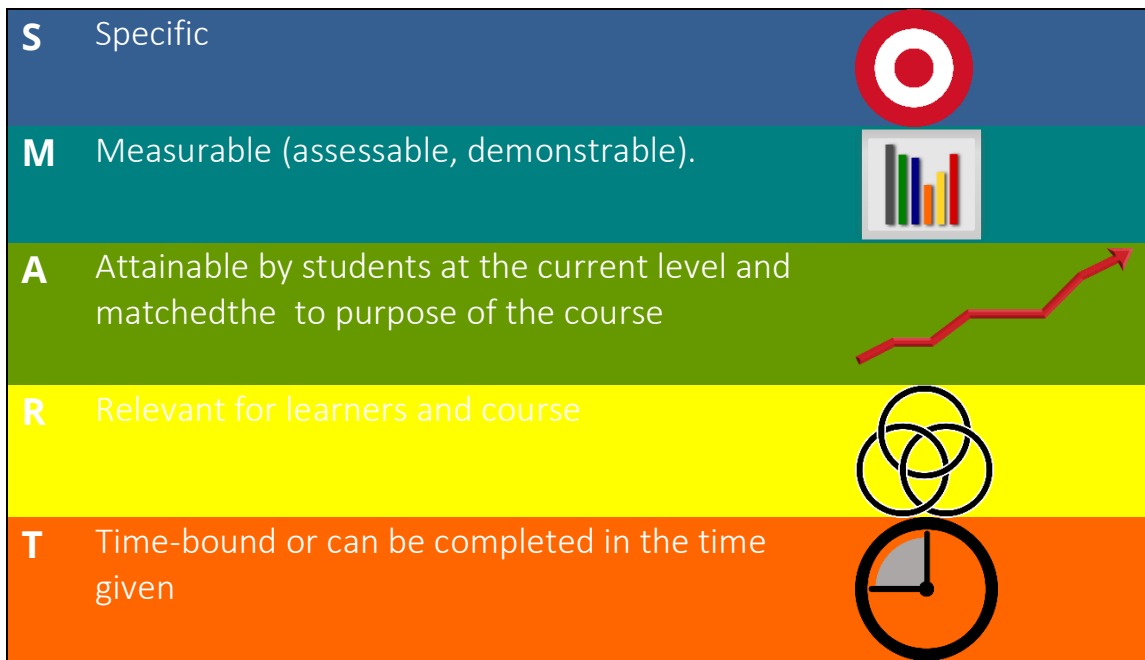 S Specific
M Measurable (assessable, demonstrable).
A Attainable by students at the current level and
matchedthe  to purpose of the course
R Relevant for learners and course
T Time-bound or can be completed in the time
given